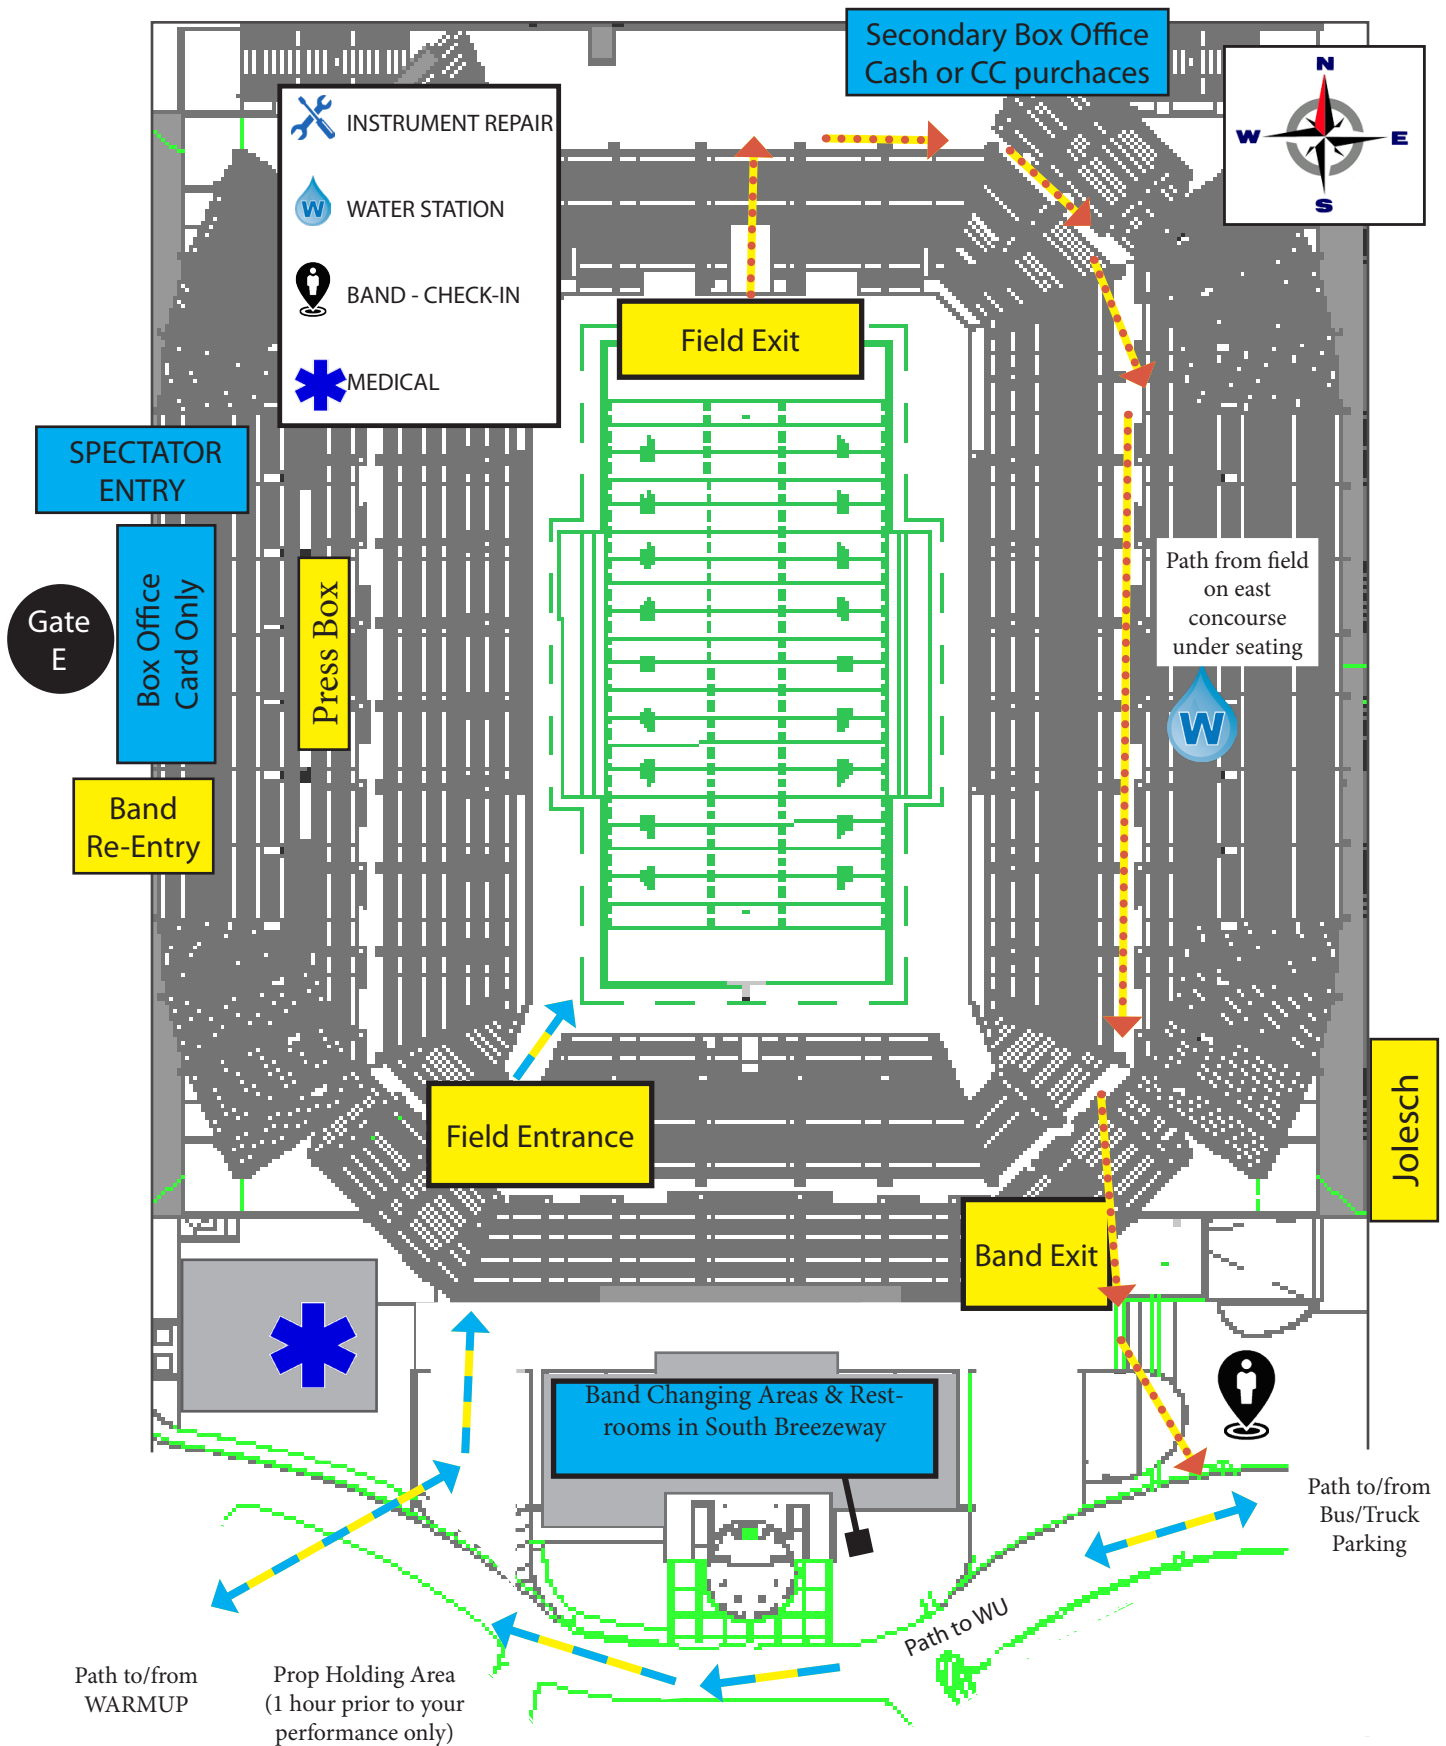 Secondary Box Office
Cash or CC purchaces
N
W
E
S
INSTRUMENT REPAIR
W
WATER STATION
BAND - CHECK-IN
MEDICAL
Field Exit
SPECTATOR
ENTRY
Gate
E
Box Office
Card Only
Press Box
Path from field
on east
concourse
under seating
W
Band
Re-Entry
Field Entrance
Jolesch
Band Exit
Band Changing Areas & Rest-
rooms in South Breezeway
Path to/from
Bus/Truck
Parking
Path to WU
Path to/from
WARMUP
Prop Holding Area
(1 hour prior to your
performance only)